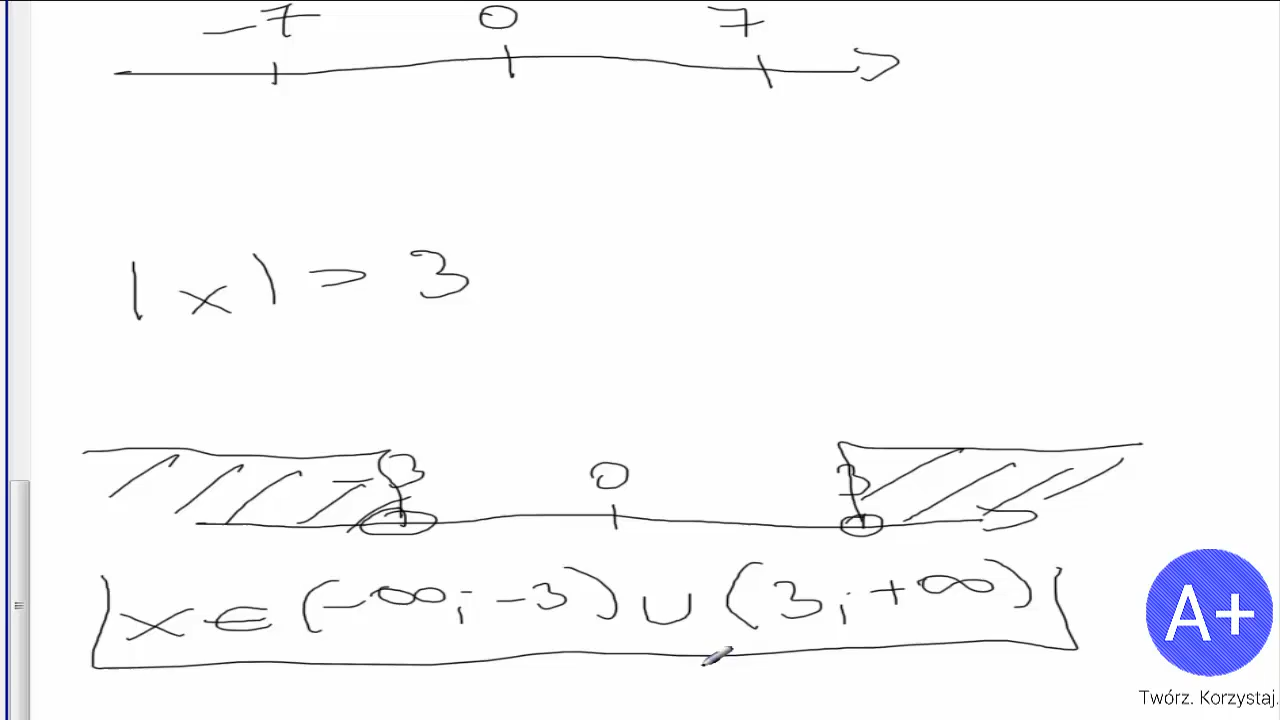 -7 0 7
|x| > 3
-3 0 3
x ∈ (-∞; -3) ∪ (3; +∞)
A+
Twórz. Korzystaj.